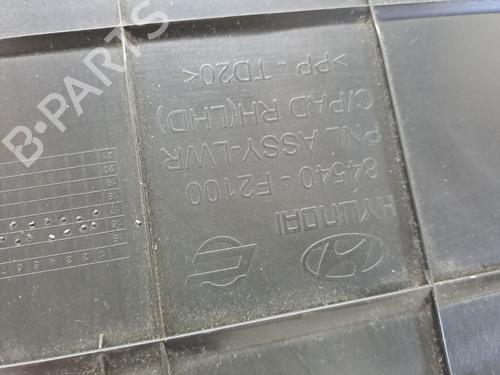 HYUNDAI
84540-F2100
PNL ASSY-LWR
C/PAD RH(LHD)
>PP-TD20<
B-PARTS